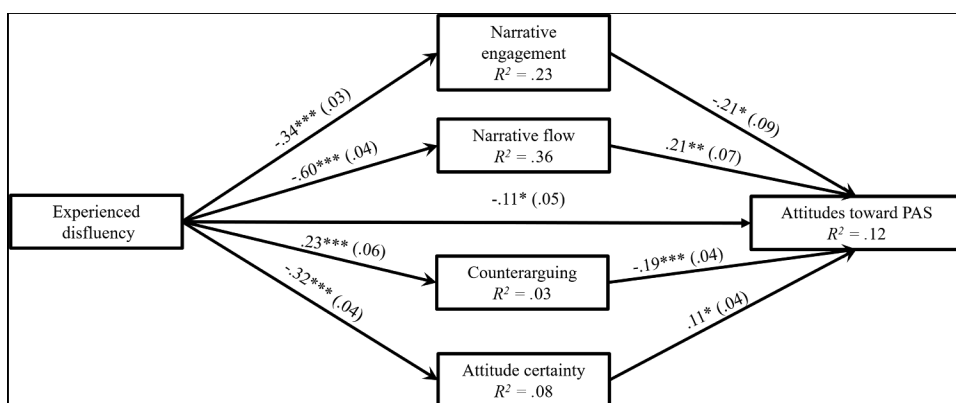 Narrative
engagement
R² = .23
-.34*** (.03)
-.21* (.09)
Narrative flow
R² = .36
-.60*** (.04)
.21** (.07)
-.11* (.05)
Experienced
disfluency
Attitudes toward PAS
R² = .12
.23*** (.06)
Counterarguing
R² = .03
-.19*** (.04)
-.32*** (.04)
.11* (.04)
Attitude certainty
R² = .08